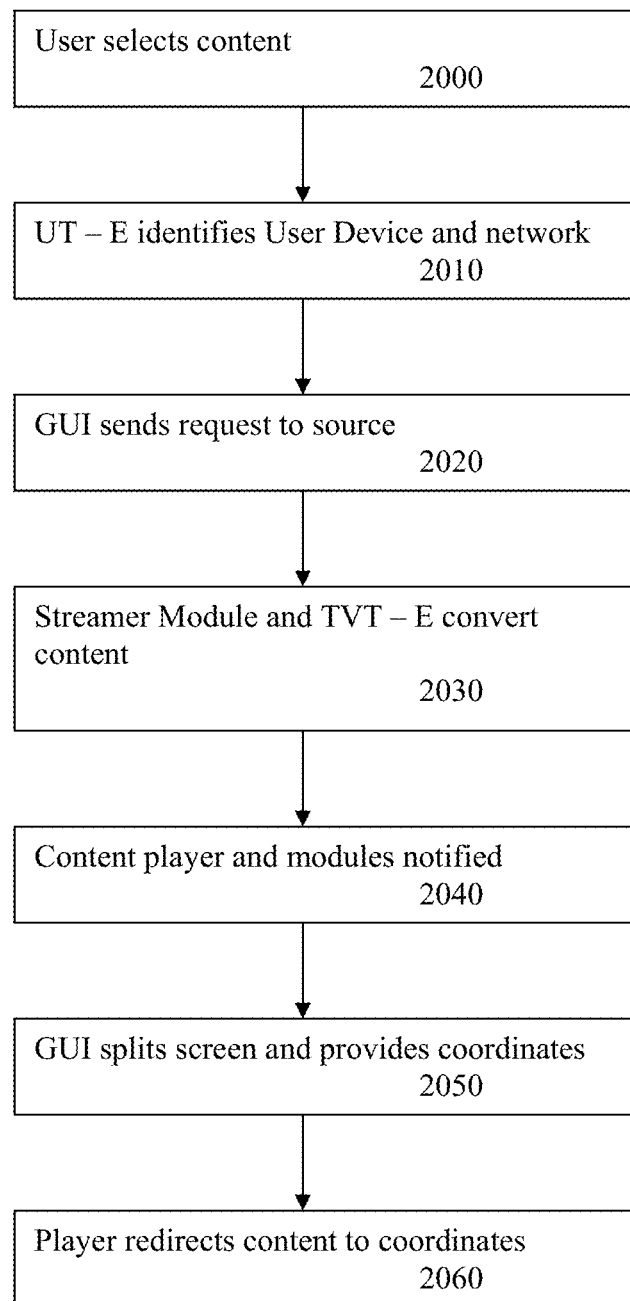 User selects content
2000
UT – E identifies User Device and network
2010
GUI sends request to source
2020
Streamer Module and TVT – E convert
content
2030
Content player and modules notified
2040
GUI splits screen and provides coordinates
2050
Player redirects content to coordinates
2060